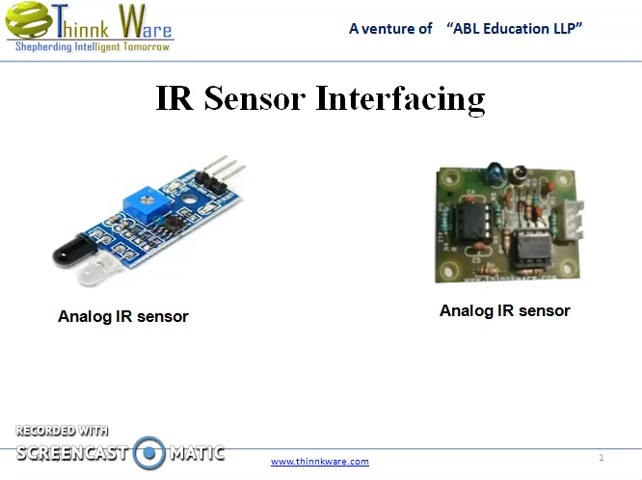 Thinnk Ware
Shepherding Intelligent Tomorrow
A venture of "ABL Education LLP"
IR Sensor Interfacing
Analog IR sensor
Analog IR sensor
RECORDED WITH
SCREENCAST MATIC
www.thinnkware.com
1